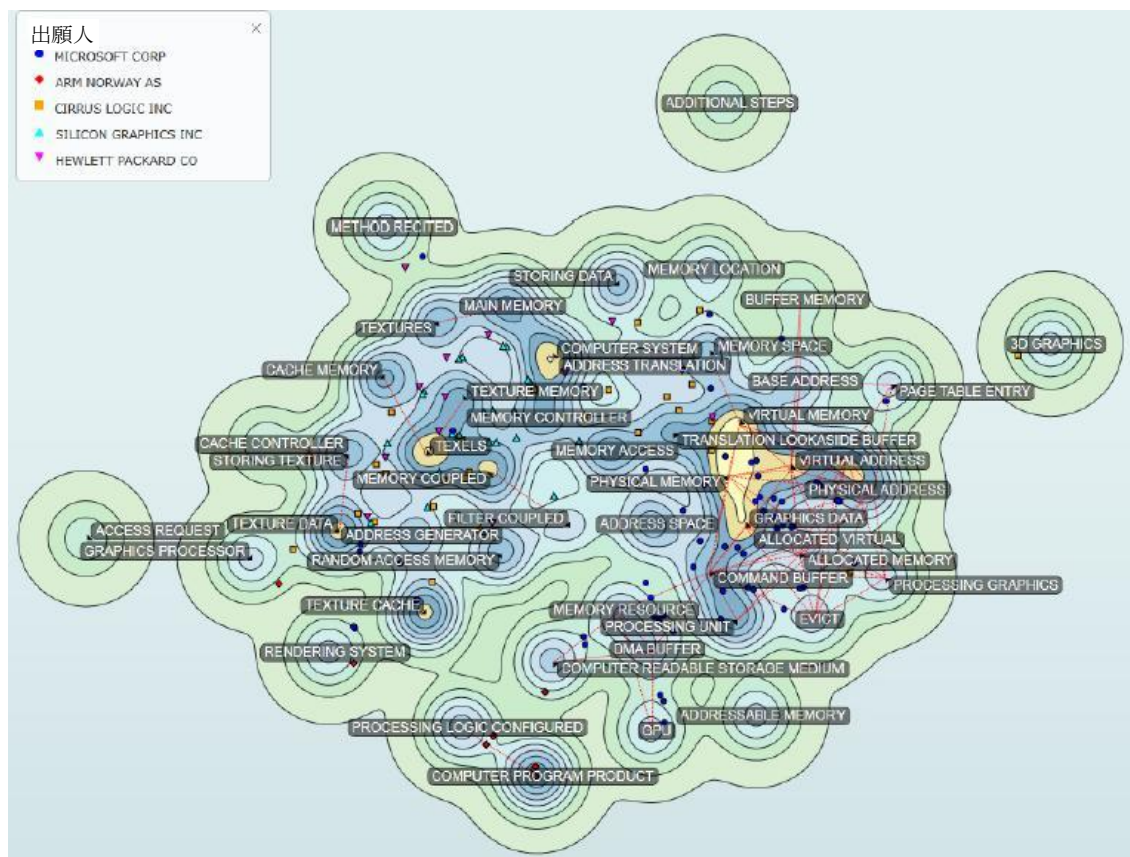 出願人
MICROSOFT CORP
ARM NORWAY AS
CIRRUS LOGIC INC
SILICON GRAPHICS INC
HEWLETT PACKARD CO
ADDITIONAL STEPS
METHOD RECITED
STORING DATA
MEMORY LOCATION
MAIN MEMORY
BUFFER MEMORY
TEXTURES
3D GRAPHICS
COMPUTER SYSTEM
MEMORY SPACE
ADDRESS TRANSLATION
CACHE MEMORY
BASE ADDRESS
TEXTURE MEMORY
PAGE TABLE ENTRY
MEMORY CONTROLLER
VIRTUAL MEMORY
CACHE CONTROLLER
TEXELS
MEMORY ACCESS
TRANSLATION LOOKASIDE BUFFER
STORING TEXTURE
VIRTUAL ADDRESS
MEMORY COUPLED
PHYSICAL MEMORY
PHYSICAL ADDRESS
ACCESS REQUEST
TEXTURE DATA
FILTER COUPLED
ADDRESS SPACE
GRAPHICS DATA
ADDRESS GENERATOR
ALLOCATED VIRTUAL
GRAPHICS PROCESSOR
RANDOM ACCESS MEMORY
ALLOCATED MEMORY
COMMAND BUFFER
PROCESSING GRAPHICS
TEXTURE CACHE
MEMORY RESOURCE
EVICT
PROCESSING UNIT
RENDERING SYSTEM
DMA BUFFER
COMPUTER READABLE STORAGE MEDIUM
ADDRESSABLE MEMORY
PROCESSING LOGIC CONFIGURED
GPU
COMPUTER PROGRAM PRODUCT